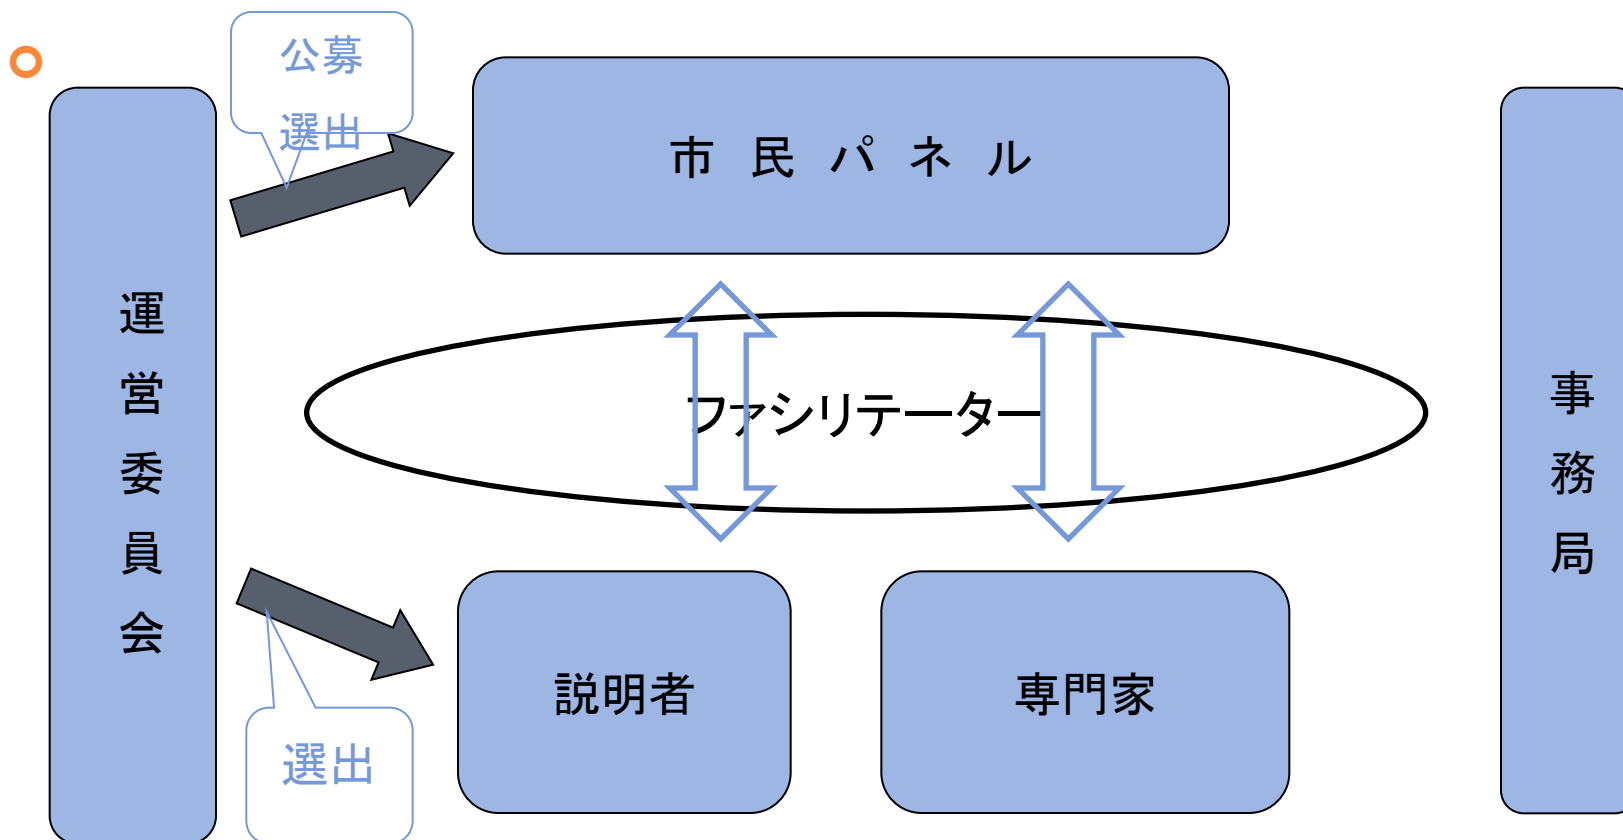 公募
選出
市民パネル
運営委員会
ファシリテーター
事務局
説明者
専門家
選出